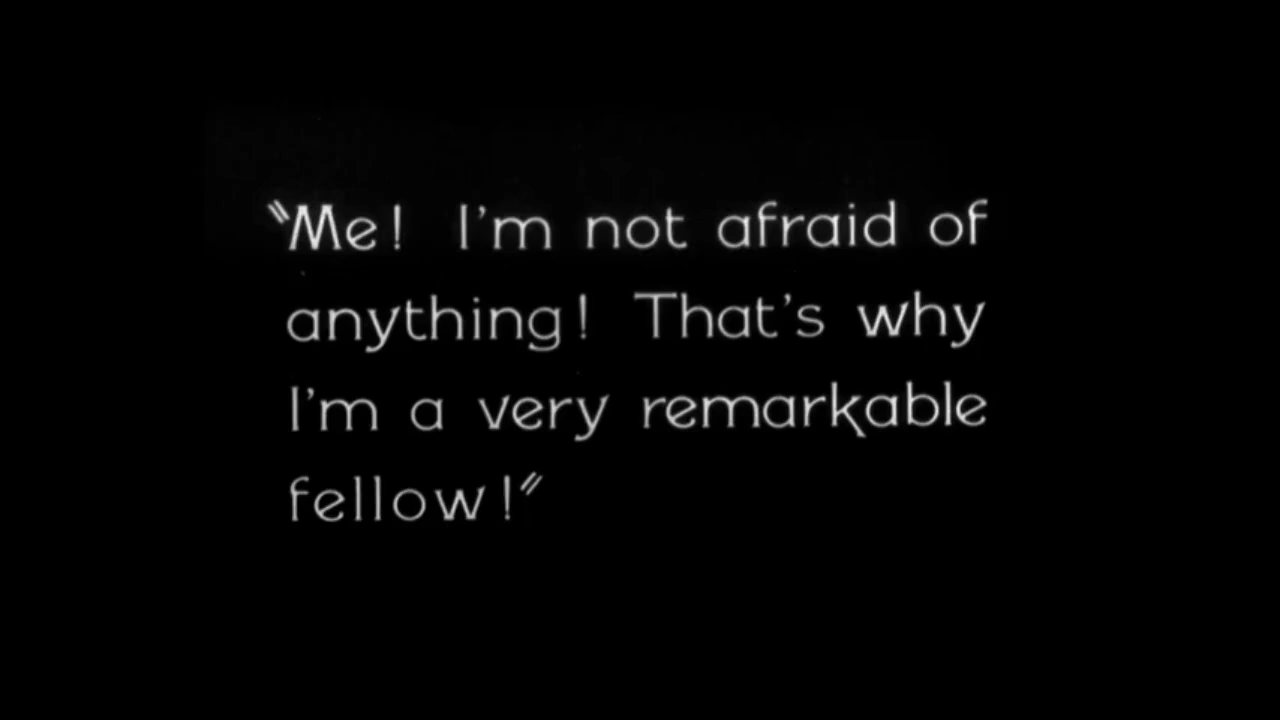 "Me! I'm not afraid of
anything! That's why
I'm a very remarkable
fellow!"